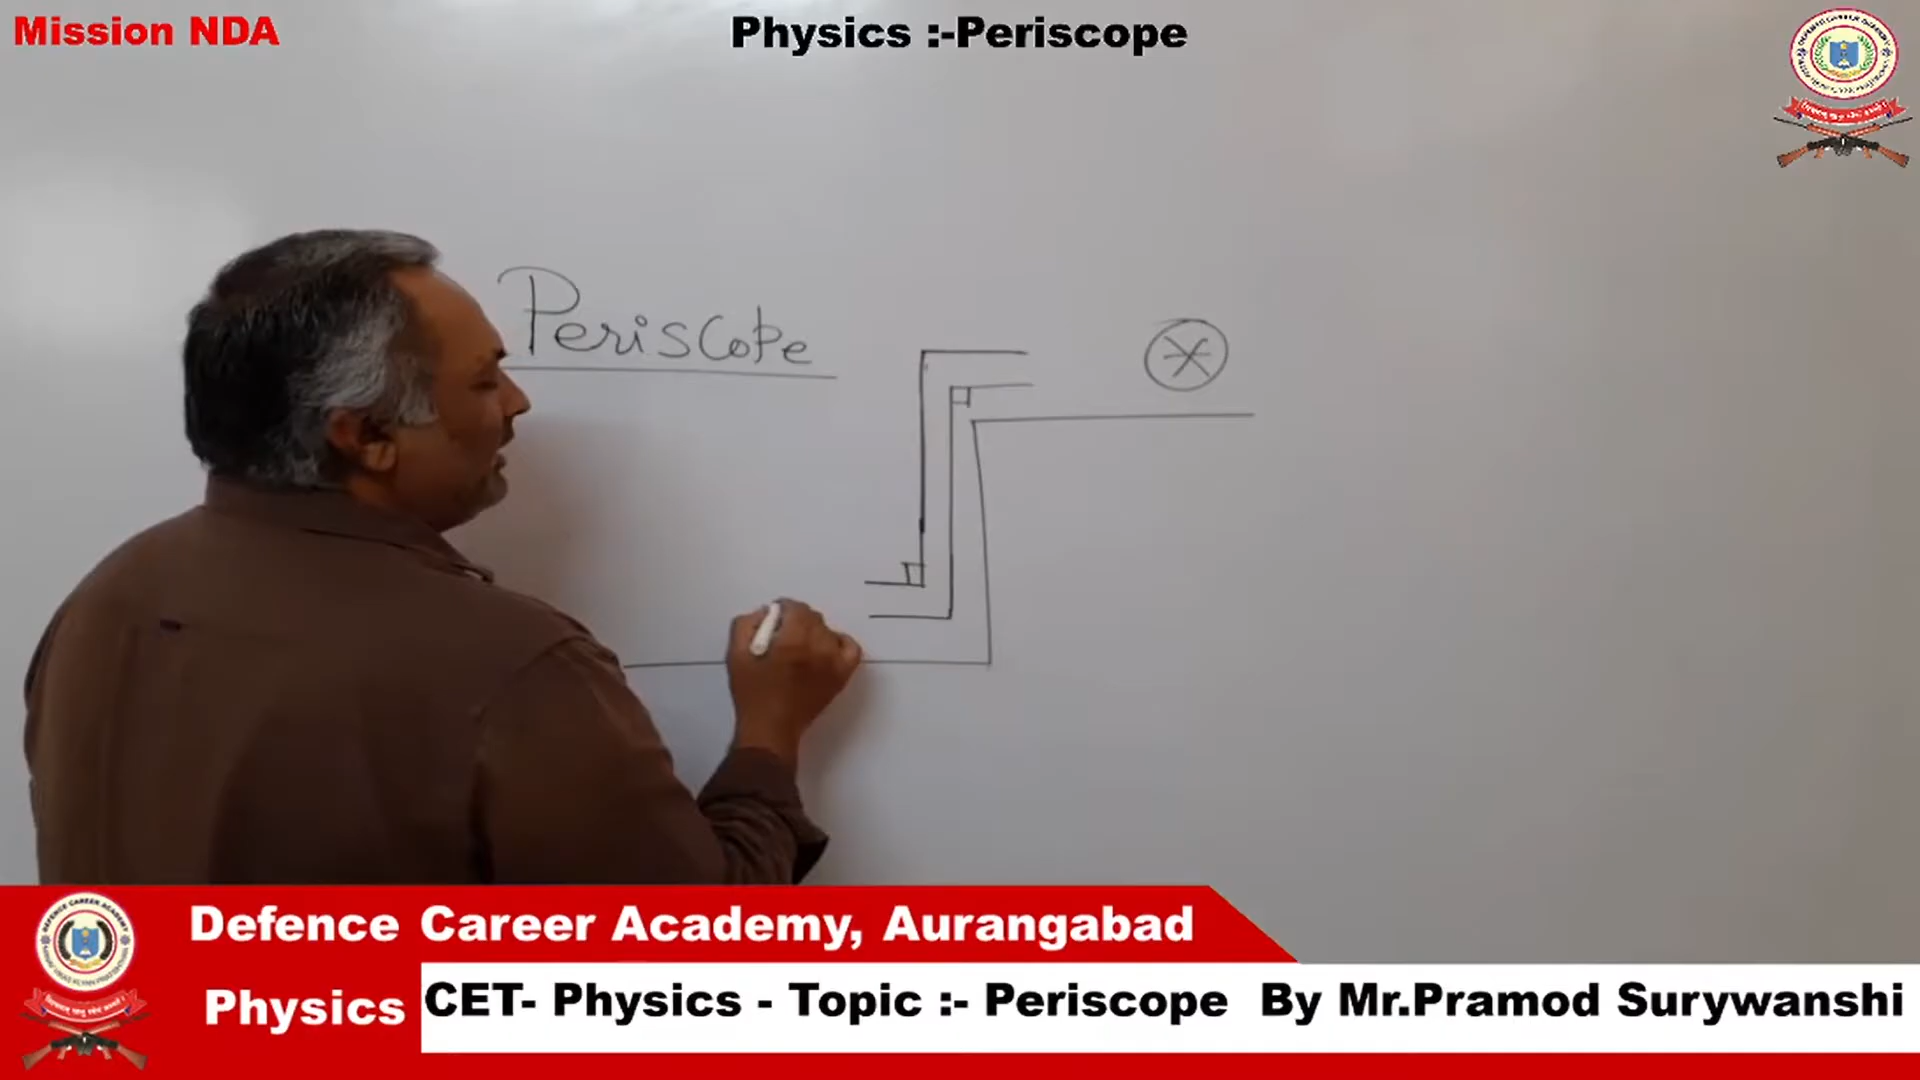 Mission NDA
Physics :-Periscope
Periscope
Defence Career Academy, Aurangabad
Physics
CET- Physics - Topic :- Periscope By Mr.Pramod Surywanshi